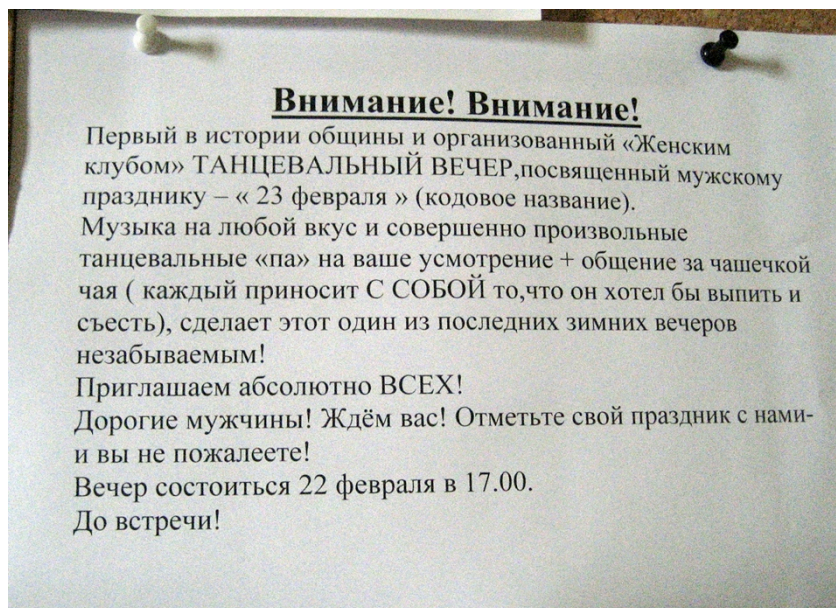 Внимание! Внимание!
Первый в истории общины и организованный «Женским
клубом» ТАНЦЕВАЛЬНЫЙ ВЕЧЕР,посвященный мужскому
празднику – « 23 февраля » (кодовое название).
Музыка на любой вкус и совершенно произвольные
танцевальные «па» на ваше усмотрение + общение за чашечкой
чая ( каждый приносит С СОБОЙ то,что он хотел бы выпить и
съесть), сделает этот один из последних зимних вечеров
незабываемым!
Приглашаем абсолютно ВСЕХ!
Дорогие мужчины! Ждём вас! Отметьте свой праздник с нами-
и вы не пожалеете!
Вечер состоиться 22 февраля в 17.00.
До встречи!